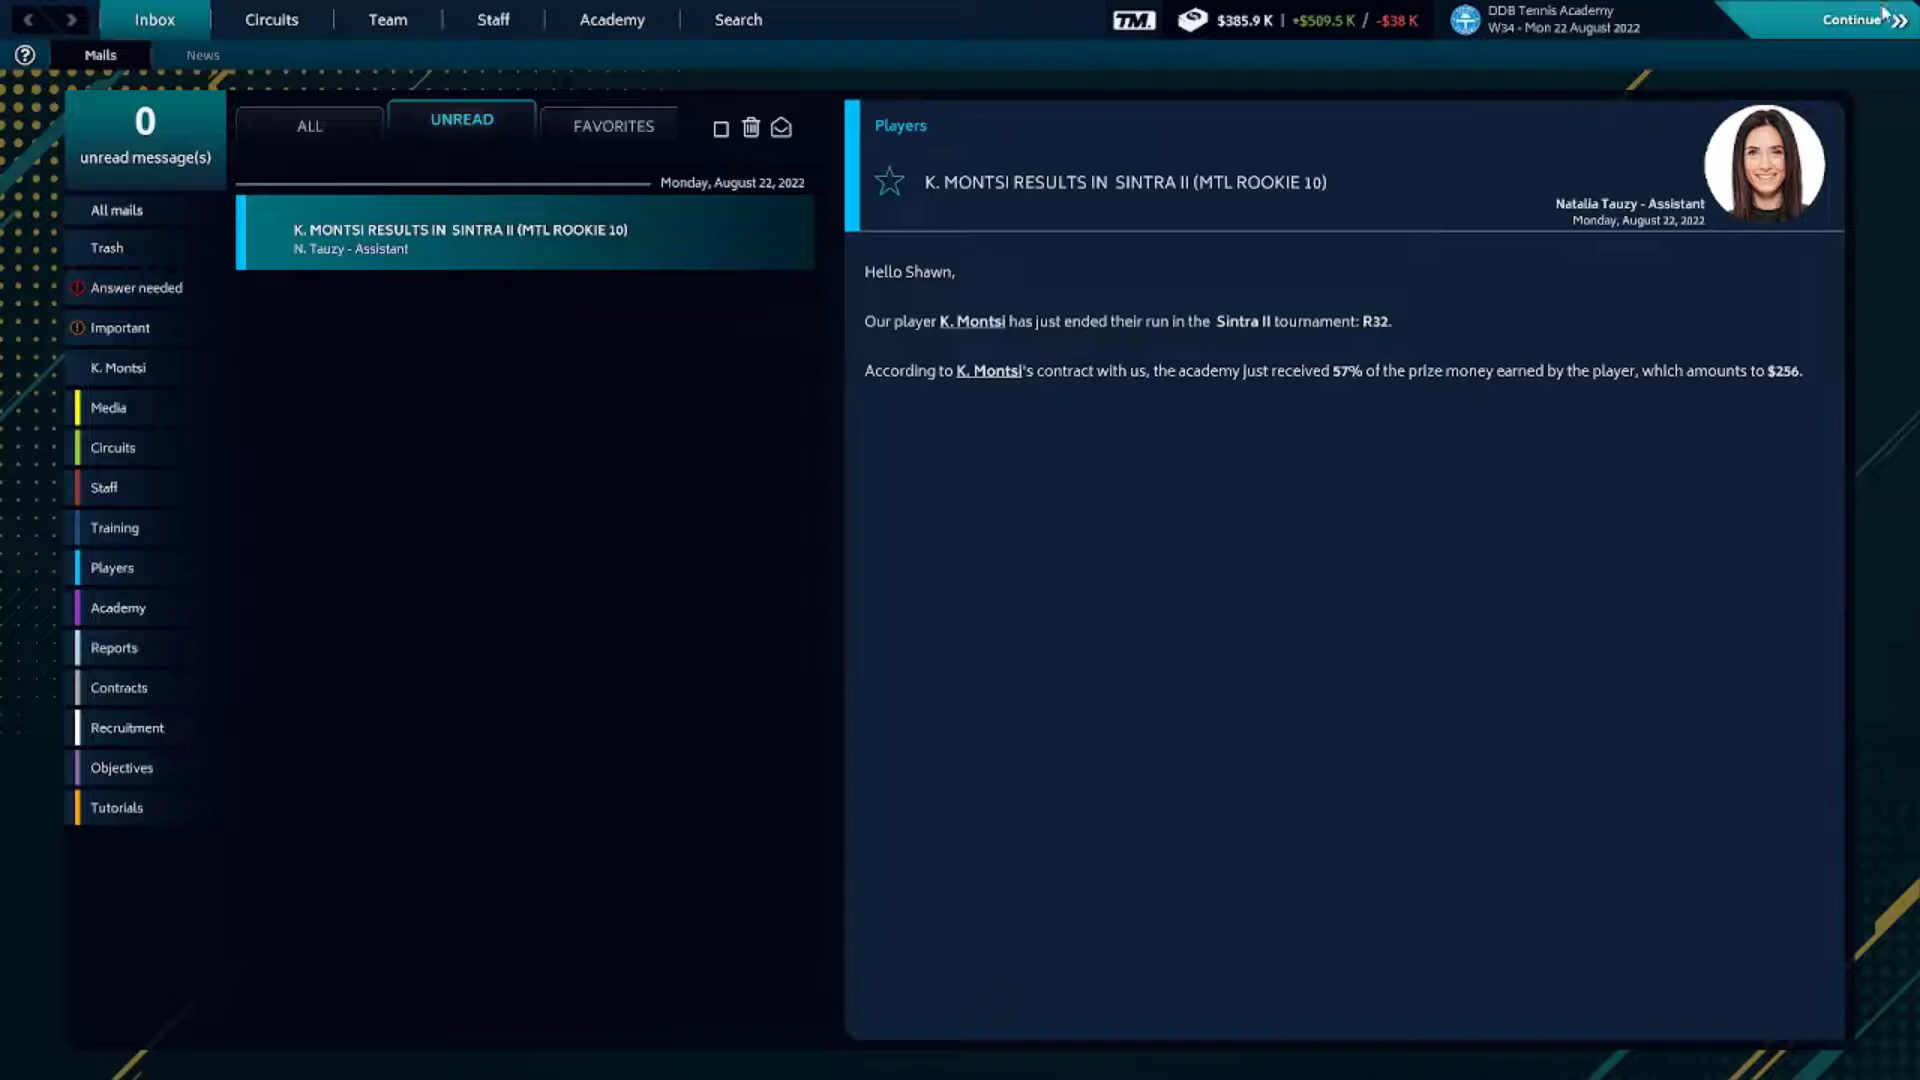 Inbox
Circuits
Team
Staff
Academy
Search
TM.
$385.9 K | +$509.5 K / -$38 K
DDB Tennis Academy
W34 - Mon 22 August 2022
Continue
Mails
News
0
unread message(s)
All mails
Trash
Answer needed
Important
K. Montsi
Media
Circuits
Staff
Training
Players
Academy
Reports
Contracts
Recruitment
Objectives
Tutorials
ALL
UNREAD
FAVORITES
Monday, August 22, 2022
K. MONTSI RESULTS IN SINTRA II (MTL ROOKIE 10)
N. Tauzy - Assistant
Players
K. MONTSI RESULTS IN SINTRA II (MTL ROOKIE 10)
Natalia Tauzy - Assistant
Monday, August 22, 2022
Hello Shawn,
Our player K. Montsi has just ended their run in the Sintra II tournament: R32.
According to K. Montsi's contract with us, the academy just received 57% of the prize money earned by the player, which amounts to $256.